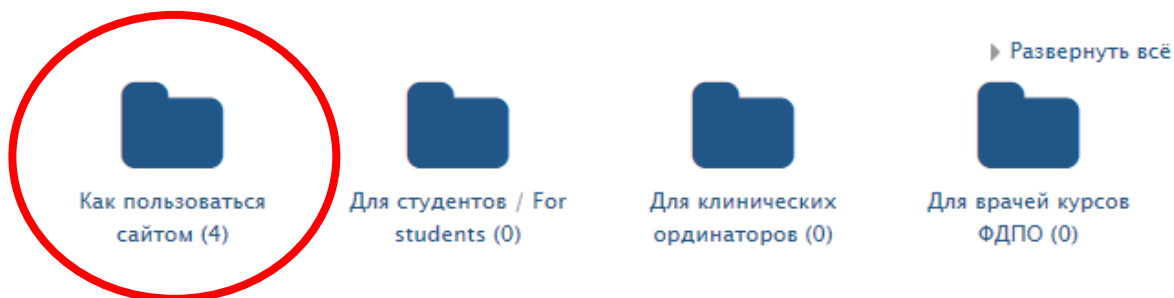 Развернуть всё
Как пользоваться
сайтом (4)
Для студентов / For
students (0)
Для клинических
ординаторов (0)
Для врачей курсов
ФДПО (0)